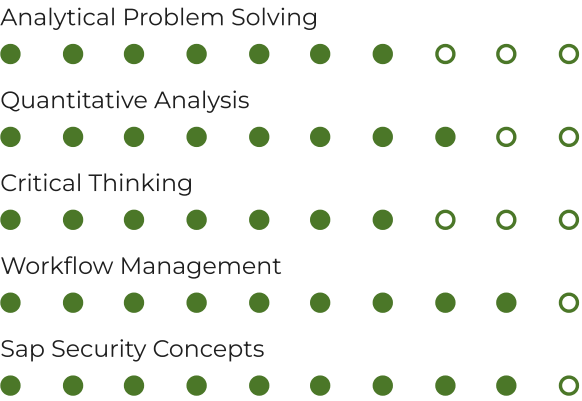 Analytical Problem Solving
Quantitative Analysis
Critical Thinking
Workflow Management
Sap Security Concepts